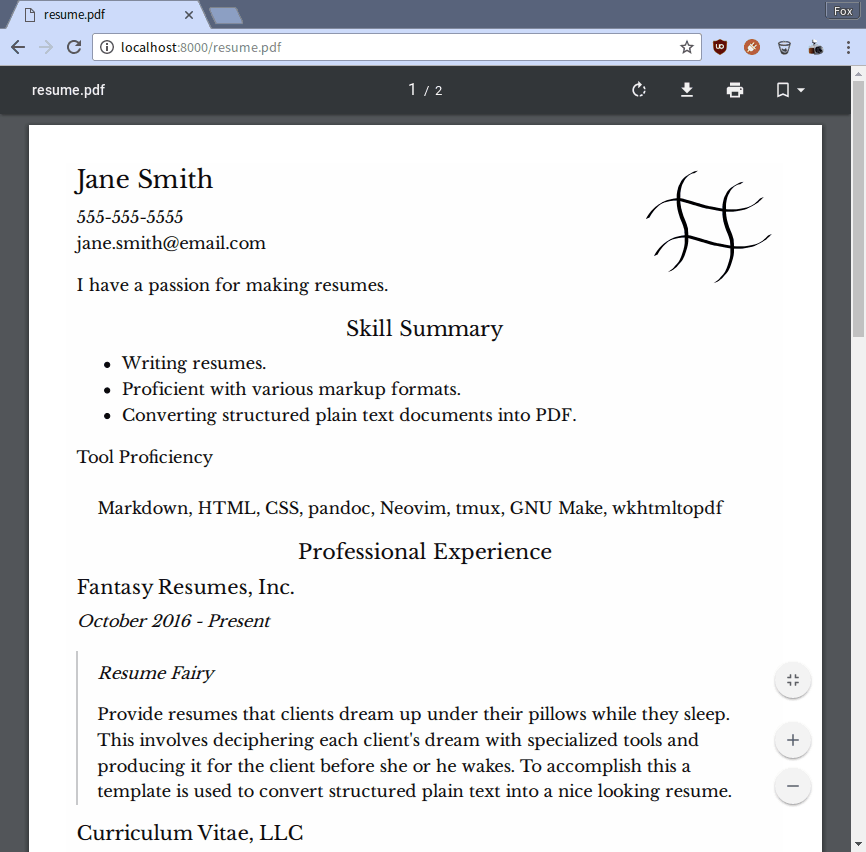 resume.pdf
Fox
localhost:8000/resume.pdf
resume.pdf
1 / 2
Jane Smith
555-555-5555
jane.smith@email.com
I have a passion for making resumes.
Skill Summary
Writing resumes.
Proficient with various markup formats.
Converting structured plain text documents into PDF.
Tool Proficiency
Markdown, HTML, CSS, pandoc, Neovim, tmux, GNU Make, wkhtmltopdf
Professional Experience
Fantasy Resumes, Inc.
October 2016 - Present
Resume Fairy
Provide resumes that clients dream up under their pillows while they sleep.
This involves deciphering each client's dream with specialized tools and
producing it for the client before she or he wakes. To accomplish this a
template is used to convert structured plain text into a nice looking resume.
Curriculum Vitae, LLC